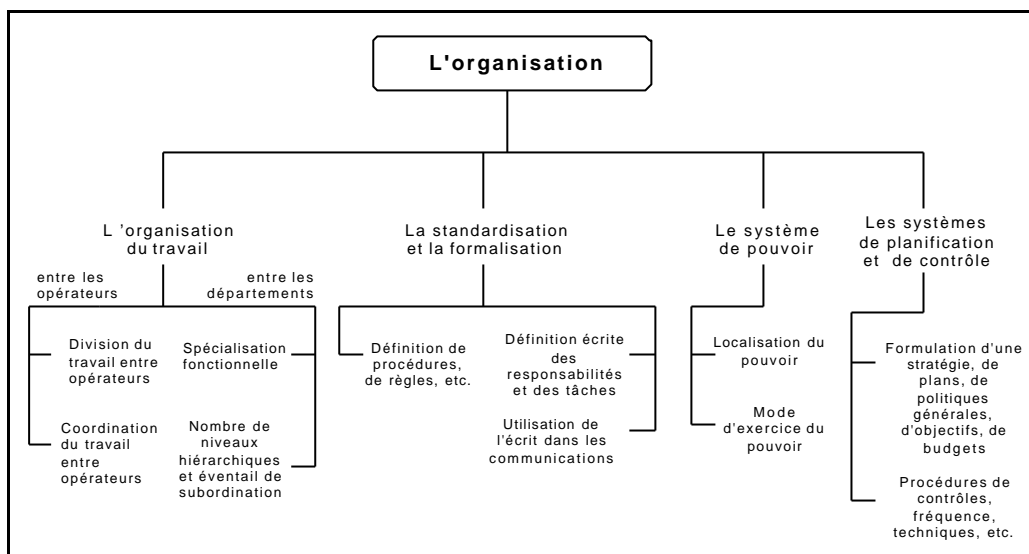 L'organisation
L 'organisation
du travail
entre les
opérateurs
entre les
départements
Division du
travail entre
opérateurs
Coordination
du travail
entre
opérateurs
Spécialisation
fonctionnelle
Nombre de
niveaux
hiérarchiques
et éventail de
subordination
La standardisation
et la formalisation
Définition de
procédures,
de règles, etc.
Définition écrite
des
responsabilités
et des tâches
Utilisation de
l'écrit dans les
communications
Le système
de pouvoir
Localisation du
pouvoir
Mode
d'exercice du
pouvoir
Les systèmes
de planification
et de contrôle
Formulation d'une
stratégie, de
plans, de
politiques
générales,
d'objectifs, de
budgets
Procédures de
contrôles,
fréquence,
techniques, etc.